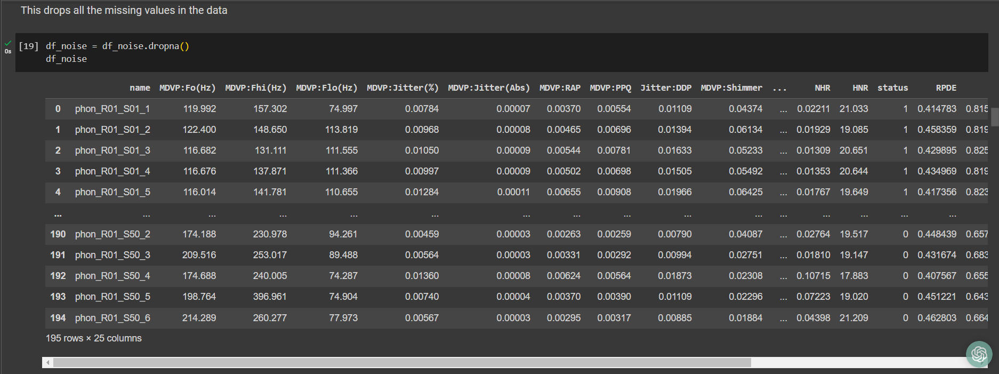 This drops all the missing values in the data
[19] df_noise = df_noise.dropna()
0s
df_noise
name MDVP:Fo(Hz) MDVP:Fhi(Hz) MDVP:Flo(Hz) MDVP:Jitter(%) MDVP:Jitter(Abs) MDVP:RAP MDVP:PPQ Jitter:DDP MDVP:Shimmer ... NHR HNR status RPDE
0 phon_R01_S01_1 119.992 157.302 74.997 0.00784 0.00007 0.00370 0.00554 0.01109 0.04374 ... 0.02211 21.033 1 0.414783 0.815
1 phon_R01_S01_2 122.400 148.650 113.819 0.00968 0.00008 0.00465 0.00696 0.01394 0.06134 ... 0.01929 19.085 1 0.458359 0.819
2 phon_R01_S01_3 116.682 131.111 111.555 0.01050 0.00009 0.00544 0.00781 0.01633 0.05233 ... 0.01309 20.651 1 0.429895 0.825
3 phon_R01_S01_4 116.676 137.871 111.366 0.00997 0.00009 0.00502 0.00698 0.01505 0.05492 ... 0.01353 20.644 1 0.434969 0.819
4 phon_R01_S01_5 116.014 141.781 110.655 0.01284 0.00011 0.00655 0.00908 0.01966 0.06425 ... 0.01767 19.649 1 0.417356 0.823
... ... ... ... ... ... ... ... ... ... ... ... ... ... ... ...
190 phon_R01_S50_2 174.188 230.978 94.261 0.00459 0.00003 0.00263 0.00259 0.00790 0.04087 ... 0.02764 19.517 0 0.448439 0.657
191 phon_R01_S50_3 209.516 253.017 89.488 0.00564 0.00003 0.00331 0.00292 0.00994 0.02751 ... 0.01810 19.147 0 0.431674 0.683
192 phon_R01_S50_4 174.688 240.005 74.287 0.01360 0.00008 0.00624 0.00564 0.01873 0.02308 ... 0.10715 17.883 0 0.407567 0.655
193 phon_R01_S50_5 198.764 396.961 74.904 0.00740 0.00004 0.00370 0.00390 0.01109 0.02296 ... 0.07223 19.020 0 0.451221 0.643
194 phon_R01_S50_6 214.289 260.277 77.973 0.00567 0.00003 0.00295 0.00317 0.00885 0.01884 ... 0.04398 21.209 0 0.462803 0.664
195 rows × 25 columns